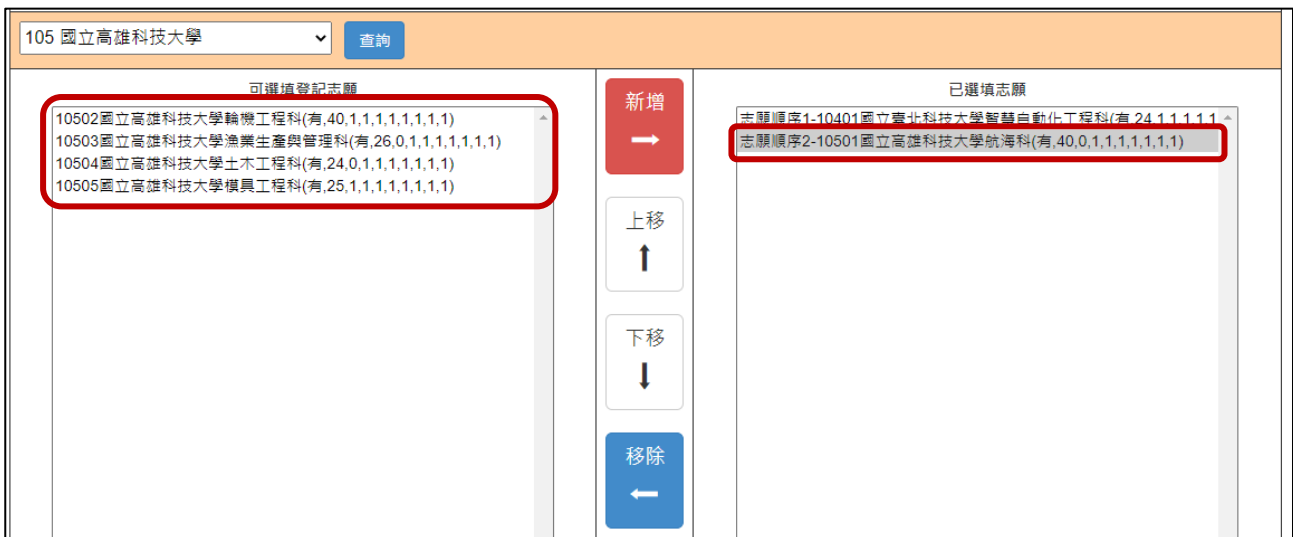 105 國立高雄科技大學
查詢
可選填登記志願
10502國立高雄科技大學輪機工程科(有,40,1,1,1,1,1,1,1,1)
10503國立高雄科技大學漁業生產與管理科(有,26,0,1,1,1,1,1,1,1)
10504國立高雄科技大學土木工程科(有,24,0,1,1,1,1,1,1,1)
10505國立高雄科技大學模具工程科(有,25,1,1,1,1,1,1,1,1)
新增
上移
下移
移除
已選填志願
志願順序1-10401國立臺北科技大學智慧自動化工程科(有,24,1,1,1,1,1
志願順序2-10501國立高雄科技大學航海科(有,40,0,1,1,1,1,1,1,1)